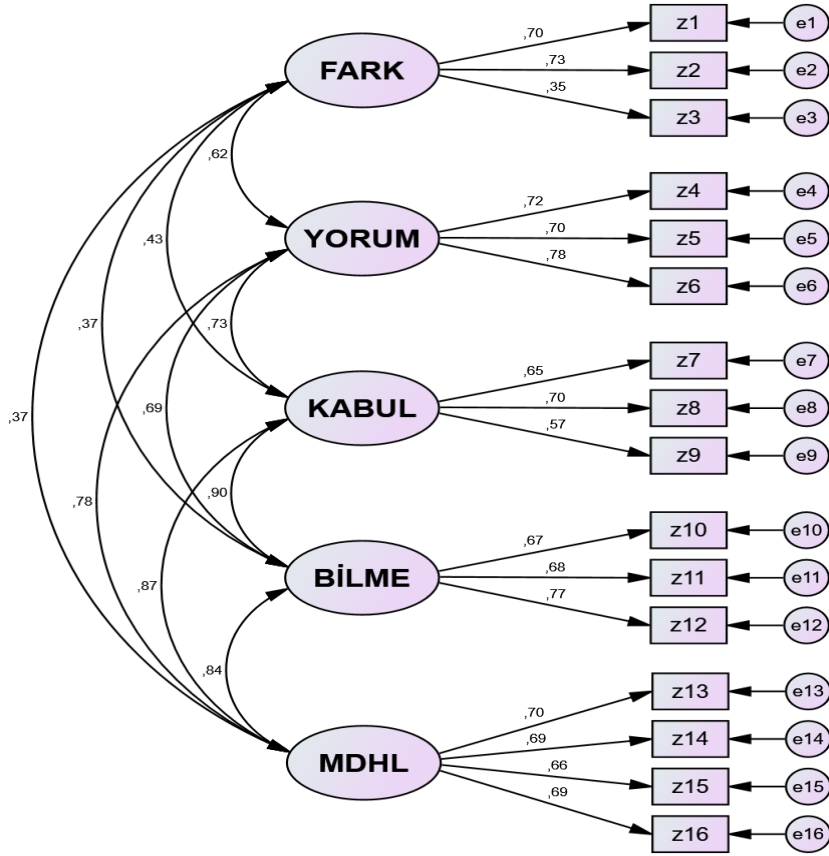 ,70
z1
e1
FARK
,73
z2
e2
,35
z3
e3
,62
,72
z4
e4
YORUM
,70
z5
e5
,43
,78
z6
e6
,37
,73
,65
z7
e7
KABUL
,70
z8
e8
,69
,37
,57
z9
e9
,78
,90
,67
z10
e10
BİLME
,68
z11
e11
,87
,77
z12
e12
,84
,70
z13
e13
,69
z14
e14
MDHL
,66
z15
e15
,69
z16
e16